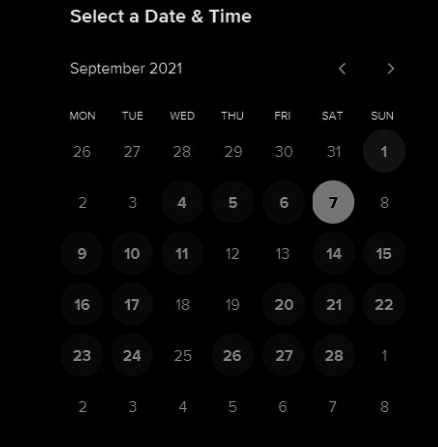 Select a Date & Time
September 2021
MON TUE WED THU FRI SAT SUN
26 27 28 29 30 31 1
2 3 4 5 6 7 8
9 10 11 12 13 14 15
16 17 18 19 20 21 22
23 24 25 26 27 28 1
2 3 4 5 6 7 8